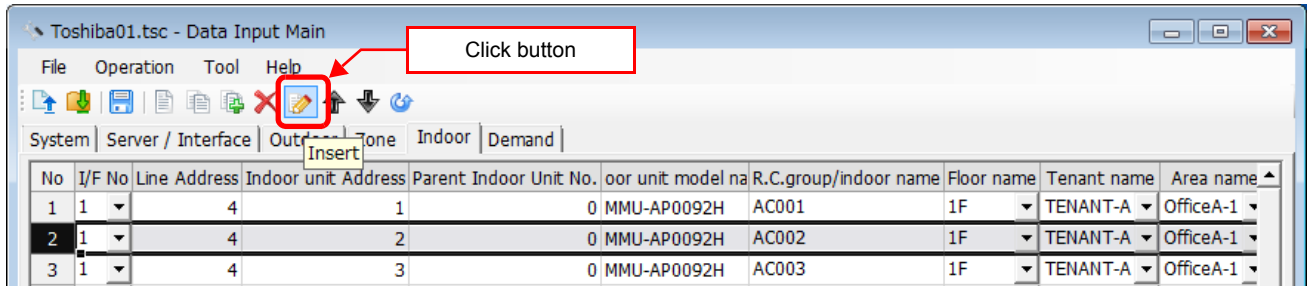 Toshiba01.tsc - Data Input Main
Click button
File Operation Tool Help
System Server / Interface Outdoor Zone Indoor Demand
Insert
No I/F No Line Address Indoor unit Address Parent Indoor Unit No. oor unit model na R.C.group/indoor name Floor name Tenant name Area name
1 1 4 1 0 MMU-AP0092H AC001 1F TENANT-A OfficeA-1
2 1 4 2 0 MMU-AP0092H AC002 1F TENANT-A OfficeA-1
3 1 4 3 0 MMU-AP0092H AC003 1F TENANT-A OfficeA-1